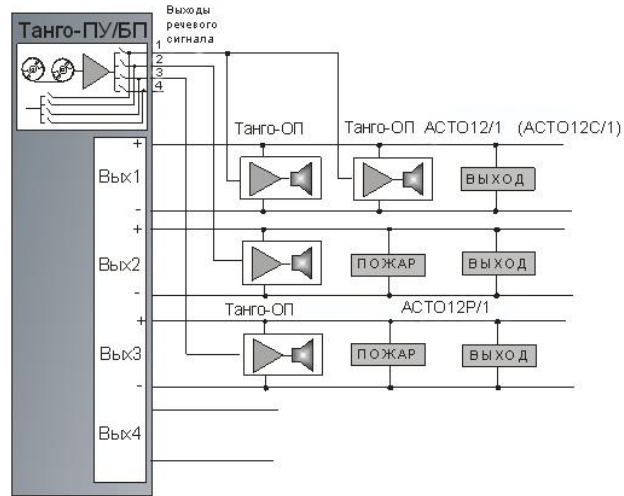 Выходы
речевого
сигнала
Танго-ПУ/БП
1
2
3
4
Танго-ОП Танго-ОП АСТО12/1 (АСТО12С/1)
+
Вых1
ВЫХОД
-
+
Вых2
ПОЖАР ВЫХОД
-
Танго-ОП АСТО12Р/1
+
Вых3
ПОЖАР ВЫХОД
-
Вых4